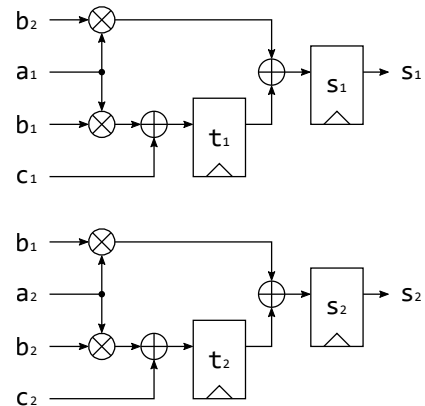 b₂
a₁ s₁ s₁
b₁ t₁
c₁
b₁
a₂ s₂ s₂
b₂ t₂
c₂